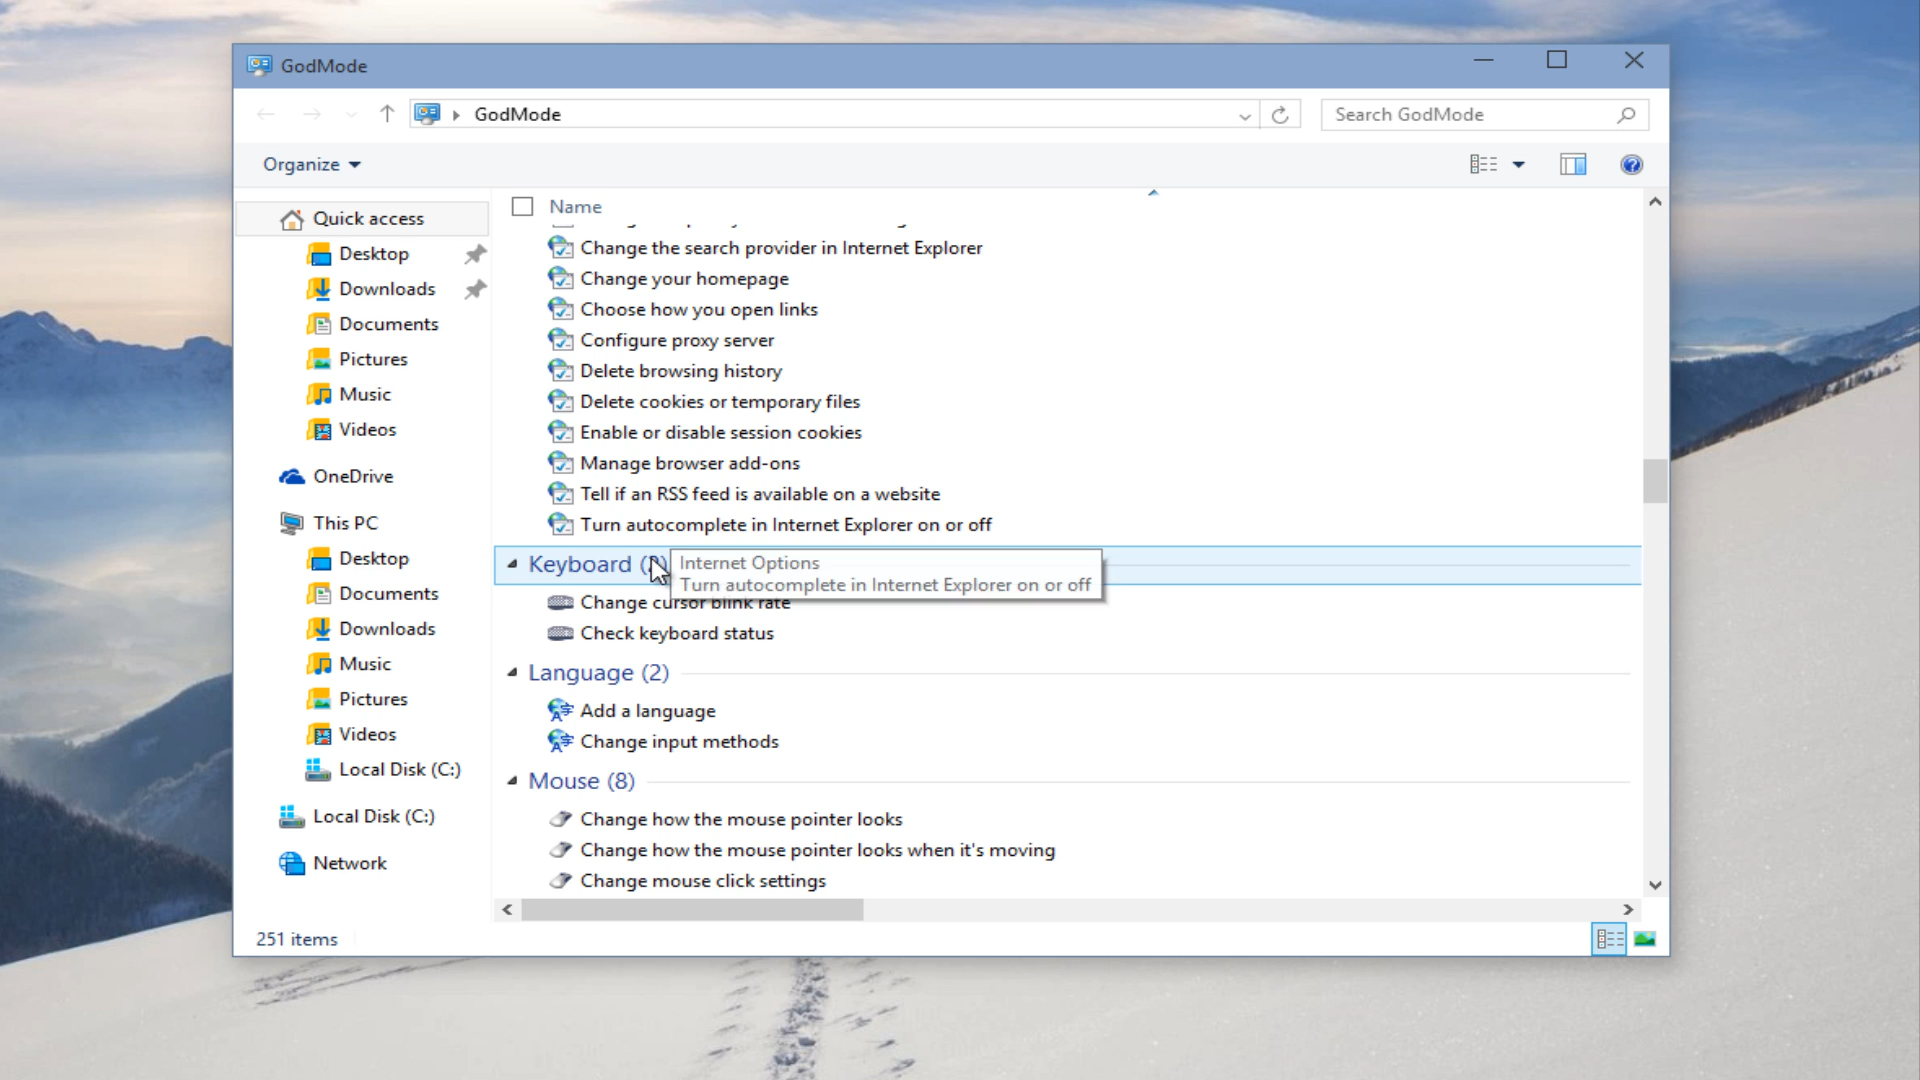 GodMode
GodMode
Search GodMode
Organize
Quick access
Desktop
Downloads
Documents
Pictures
Music
Videos
OneDrive
This PC
Desktop
Documents
Downloads
Music
Pictures
Videos
Local Disk (C:)
Local Disk (C:)
Network
Name
Change the search provider in Internet Explorer
Change your homepage
Choose how you open links
Configure proxy server
Delete browsing history
Delete cookies or temporary files
Enable or disable session cookies
Manage browser add-ons
Tell if an RSS feed is available on a website
Turn autocomplete in Internet Explorer on or off
Keyboard
Internet Options
Turn autocomplete in Internet Explorer on or off
Change cursor blink rate
Check keyboard status
Language (2)
Add a language
Change input methods
Mouse (8)
Change how the mouse pointer looks
Change how the mouse pointer looks when it's moving
Change mouse click settings
251 items